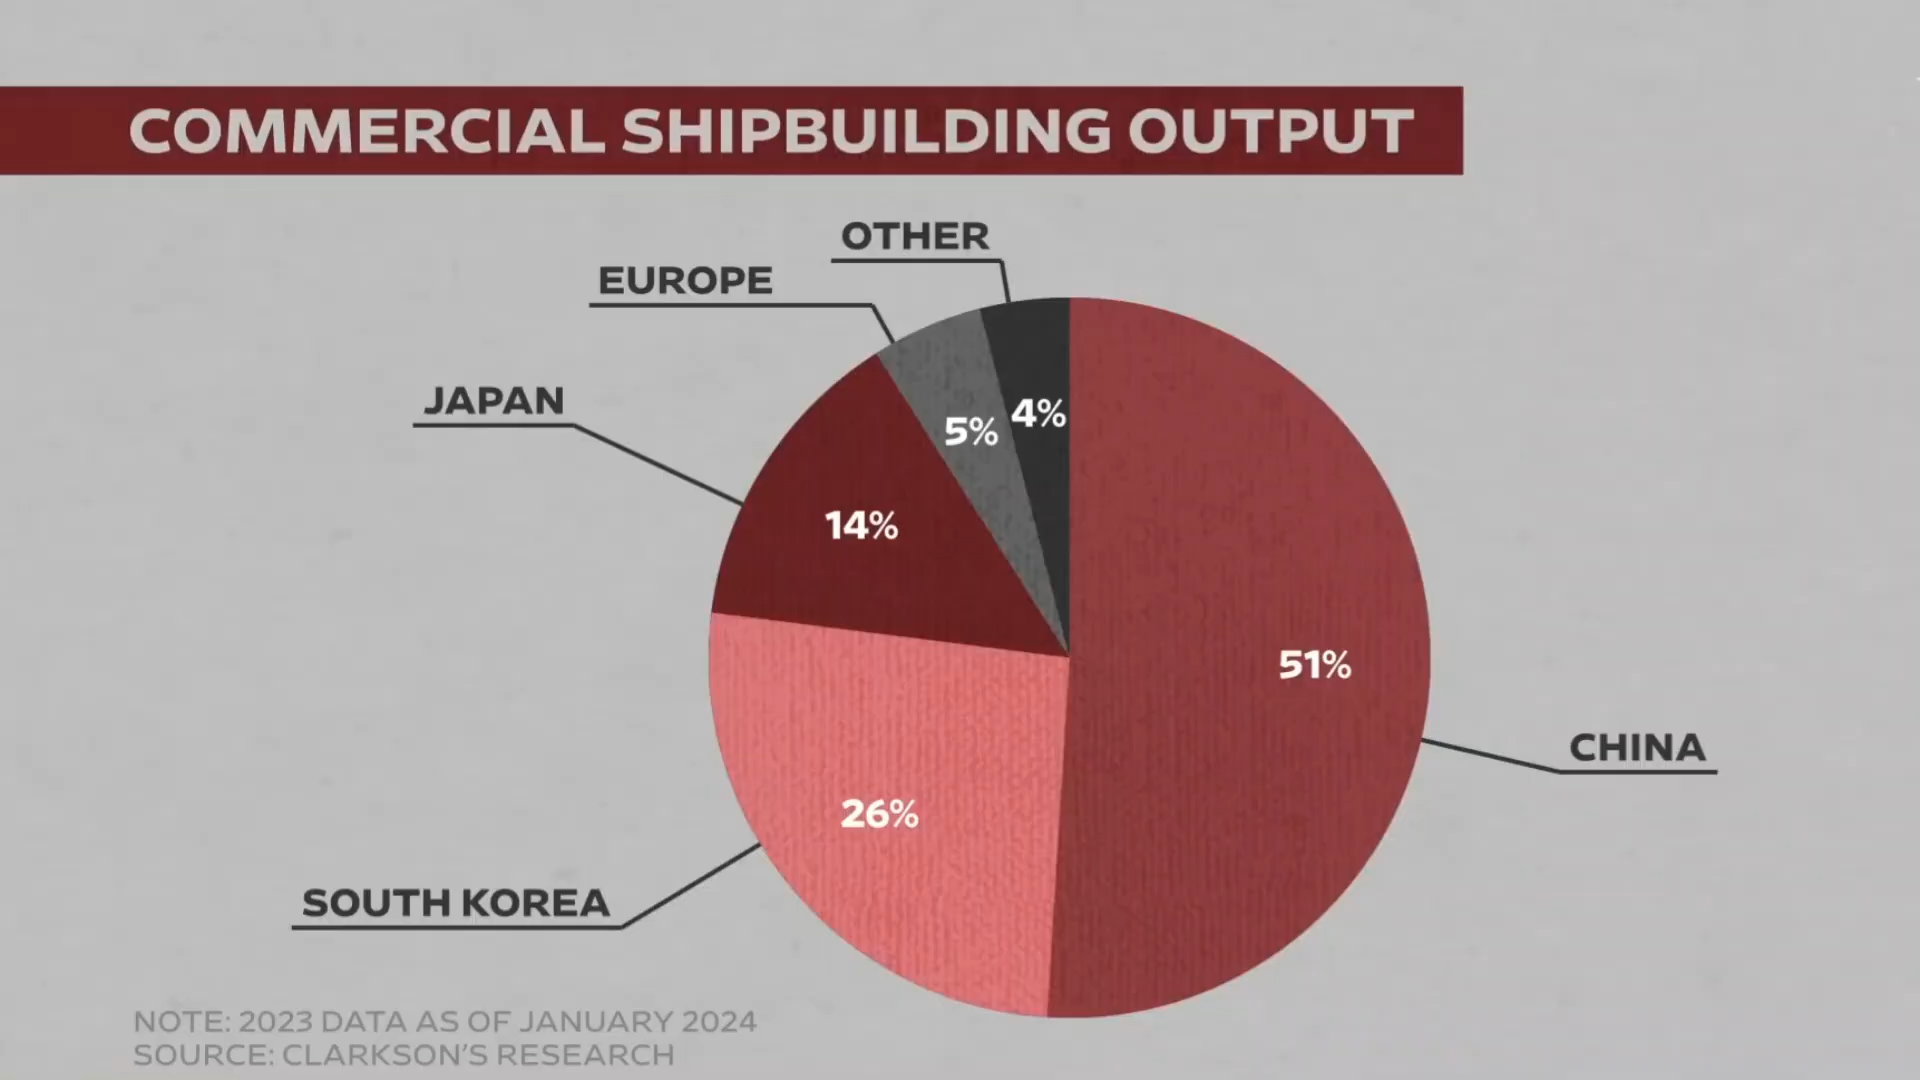 COMMERCIAL SHIPBUILDING OUTPUT
OTHER
EUROPE
JAPAN
4%
5%
14%
51%
CHINA
26%
SOUTH KOREA
NOTE: 2023 DATA AS OF JANUARY 2024
SOURCE: CLARKSON'S RESEARCH